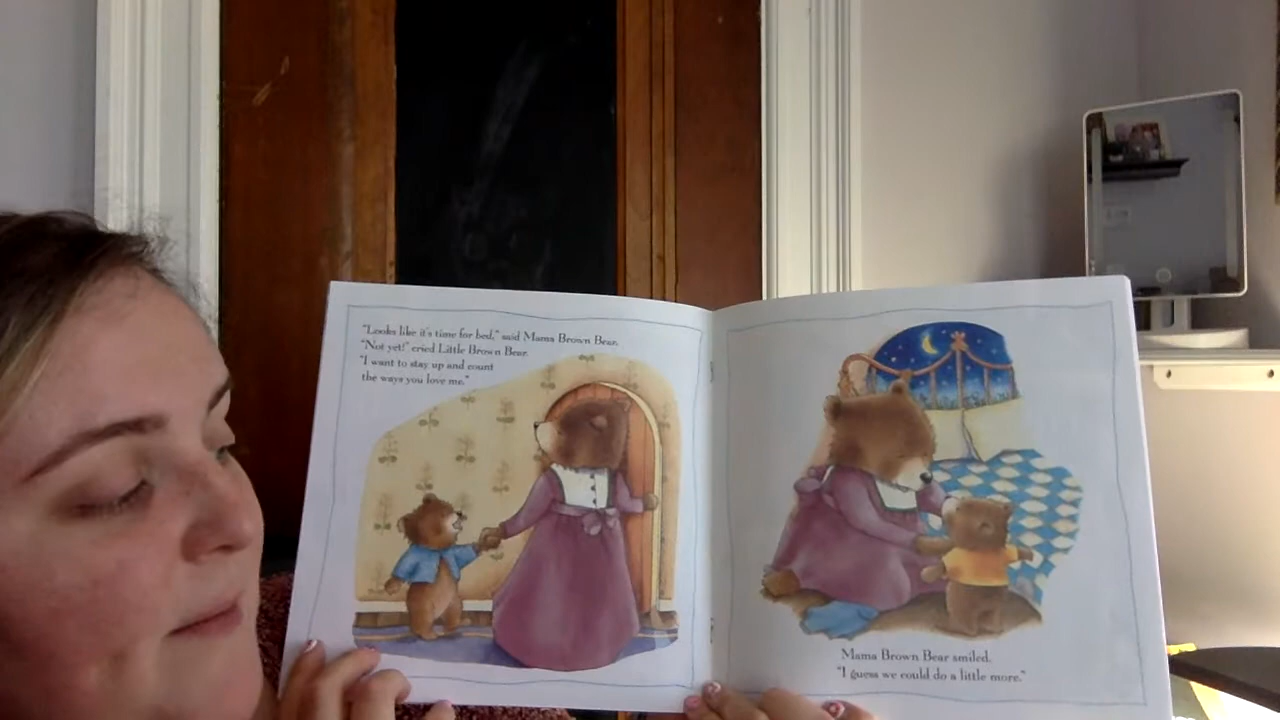 "Looks like it's time for bed," said Mama Brown Bear.
"Not yet!" cried Little Brown Bear.
"I want to stay up and count
the ways you love me."
Mama Brown Bear smiled.
"I guess we could do a little more."